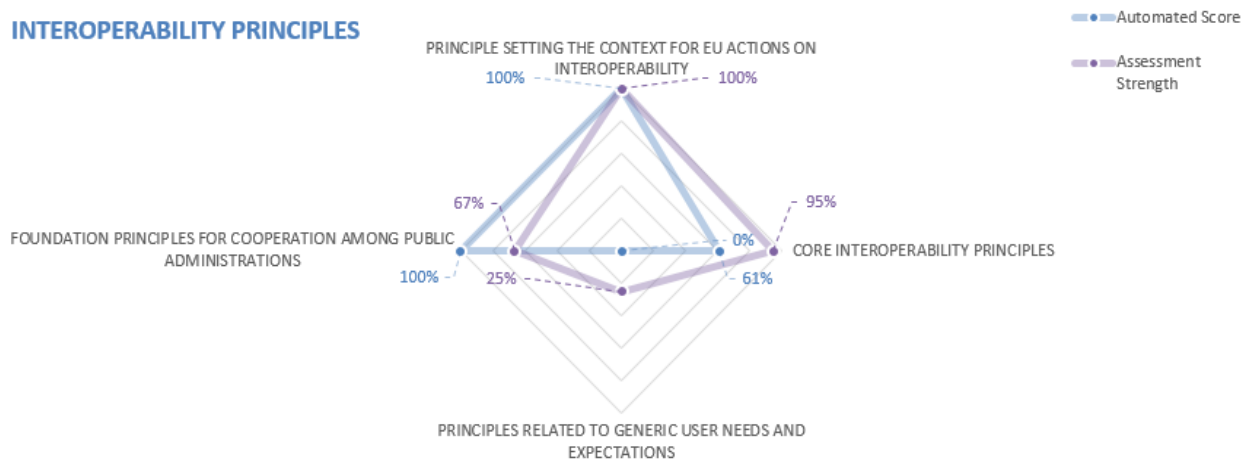 INTEROPERABILITY PRINCIPLES
Automated Score
Assessment
Strength
PRINCIPLE SETTING THE CONTEXT FOR EU ACTIONS ON
INTEROPERABILITY
100%
100%
67%
95%
FOUNDATION PRINCIPLES FOR COOPERATION AMONG PUBLIC
ADMINISTRATIONS
0%
CORE INTEROPERABILITY PRINCIPLES
100%
25%
61%
PRINCIPLES RELATED TO GENERIC USER NEEDS AND
EXPECTATIONS